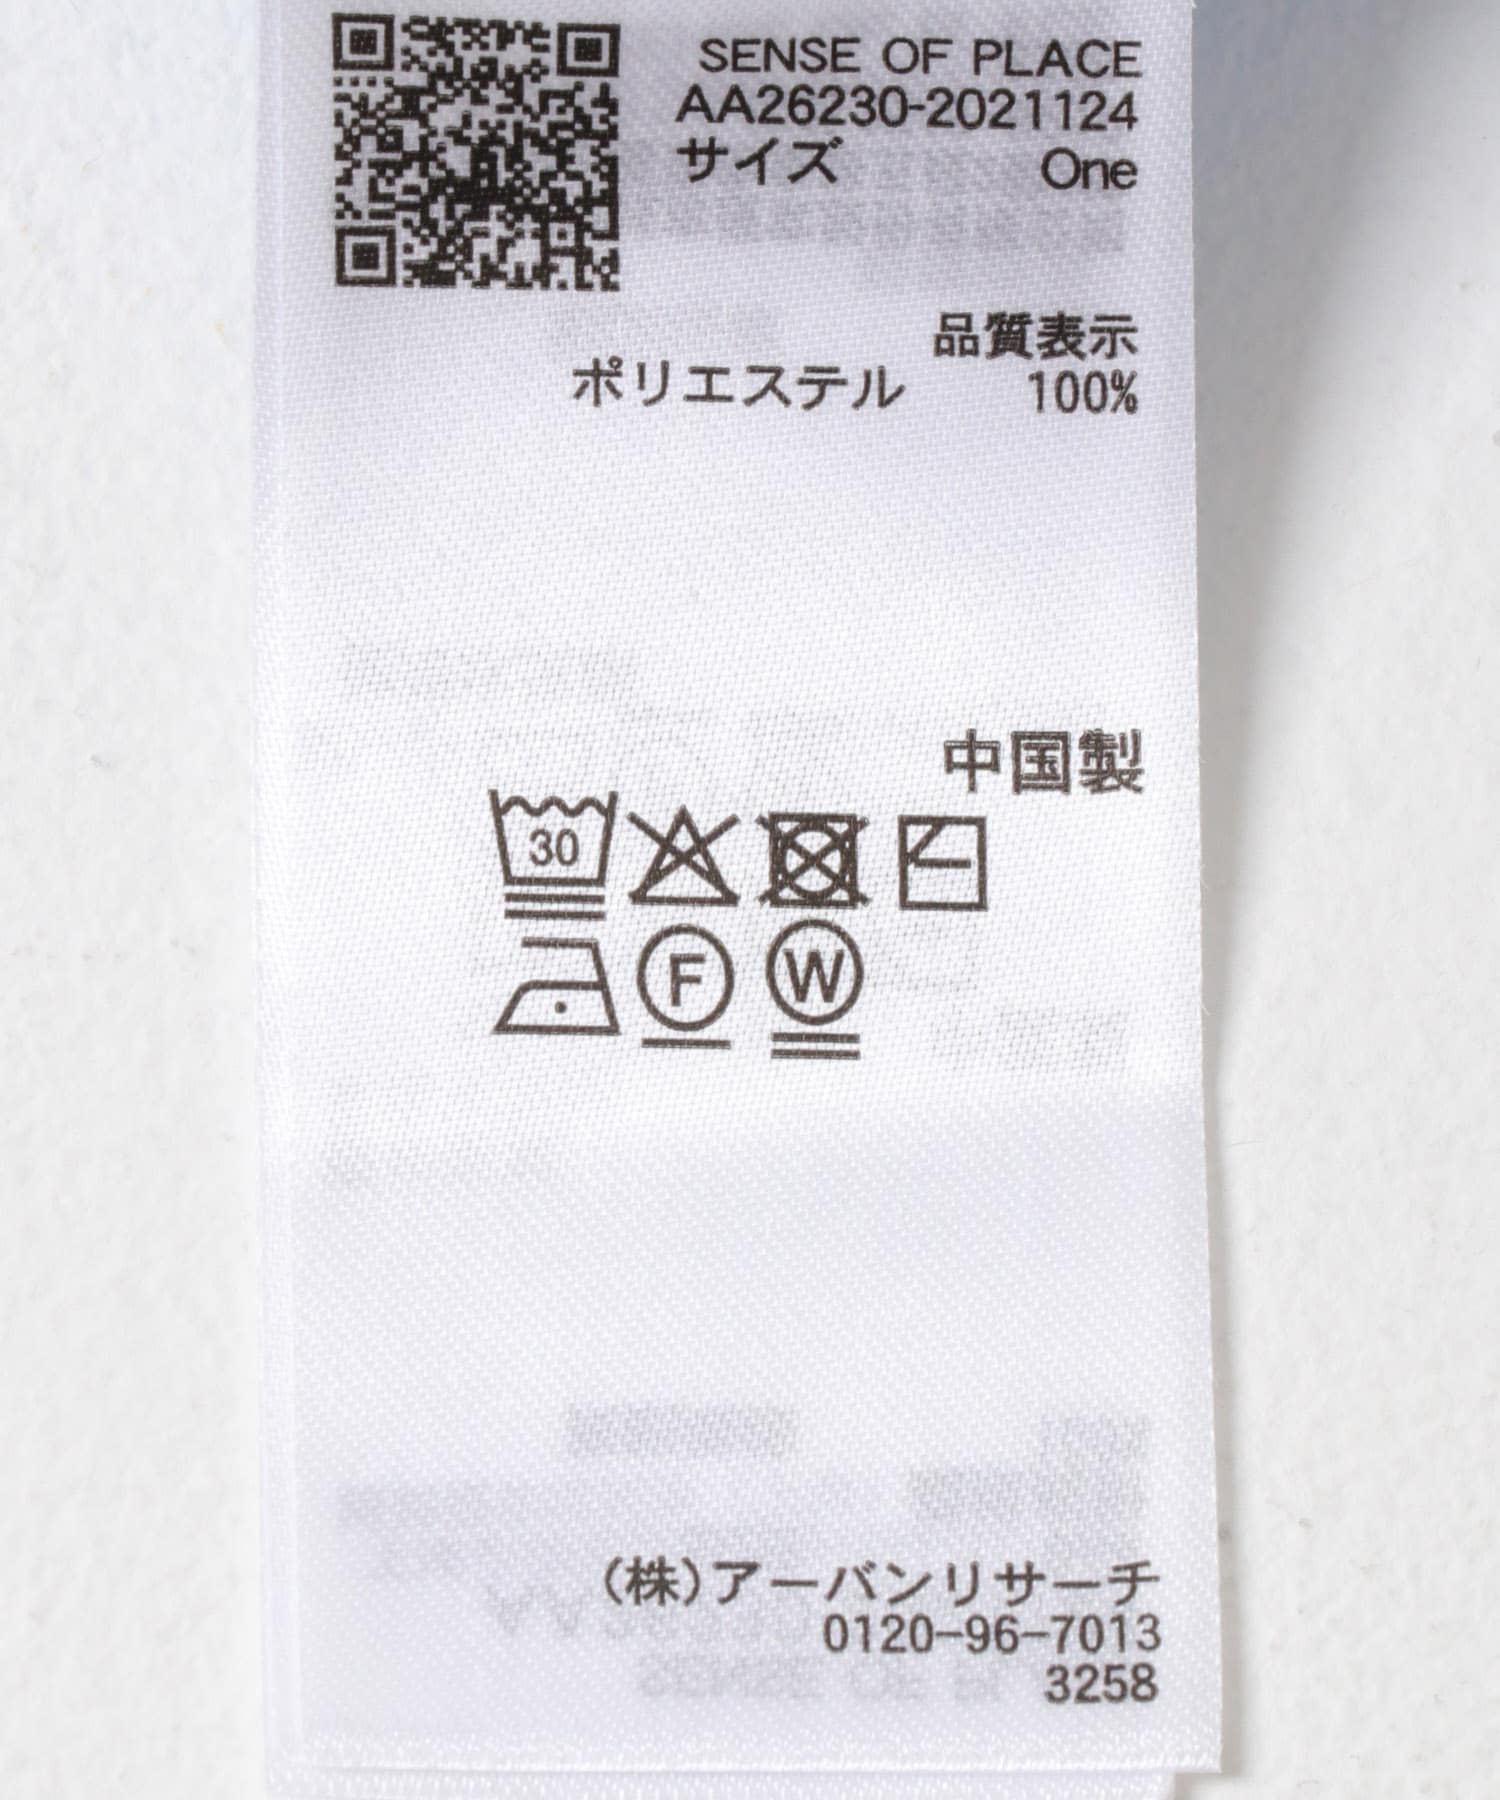 SENSE OF PLACE
AA26230-2021124
サイズ One
品質表示
ポリエステル 100%
中国製
30
F W
(株)アーバンリサーチ
0120-96-7013
3258